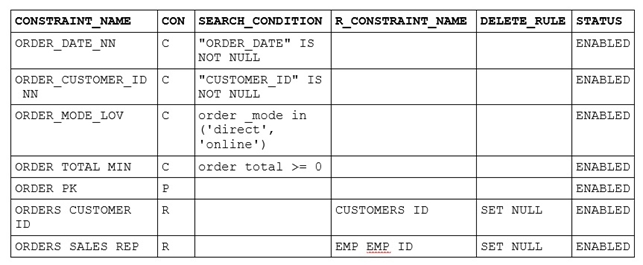 CONSTRAINT_NAME CON SEARCH_CONDITION R_CONSTRAINT_NAME DELETE_RULE STATUS
ORDER_DATE_NN C "ORDER_DATE" IS ENABLED
NOT NULL
ORDER_CUSTOMER_ID C "CUSTOMER_ID" IS ENABLED
NN NOT NULL
ORDER_MODE_LOV C order _mode in ENABLED
('direct',
'online')
ORDER TOTAL MIN C order total >= 0 ENABLED
ORDER PK P ENABLED
ORDERS CUSTOMER R CUSTOMERS ID SET NULL ENABLED
ID
ORDERS SALES REP R EMP EMP ID SET NULL ENABLED